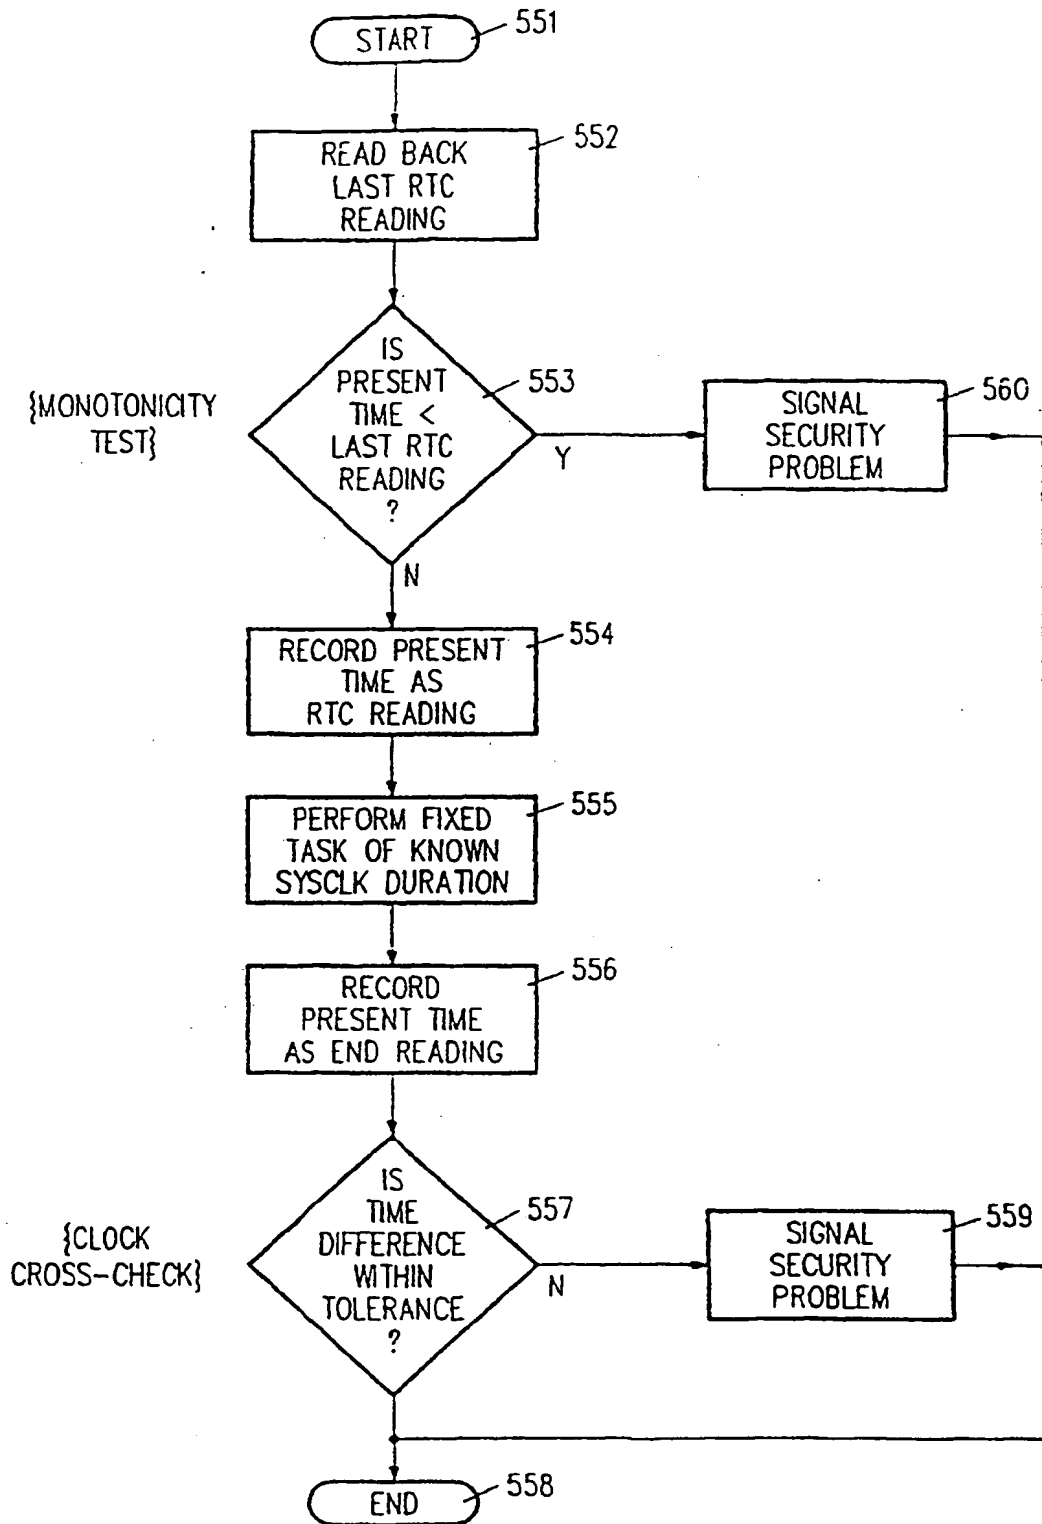 START
551
READ BACK
LAST RTC
READING
552
{MONOTONICITY
TEST}
IS
PRESENT
TIME <
LAST RTC
READING
?
553
Y
N
SIGNAL
SECURITY
PROBLEM
560
RECORD PRESENT
TIME AS
RTC READING
554
PERFORM FIXED
TASK OF KNOWN
SYSCLK DURATION
555
RECORD
PRESENT TIME
AS END READING
556
{CLOCK
CROSS-CHECK}
IS
TIME
DIFFERENCE
WITHIN
TOLERANCE
?
557
N
SIGNAL
SECURITY
PROBLEM
559
END
558